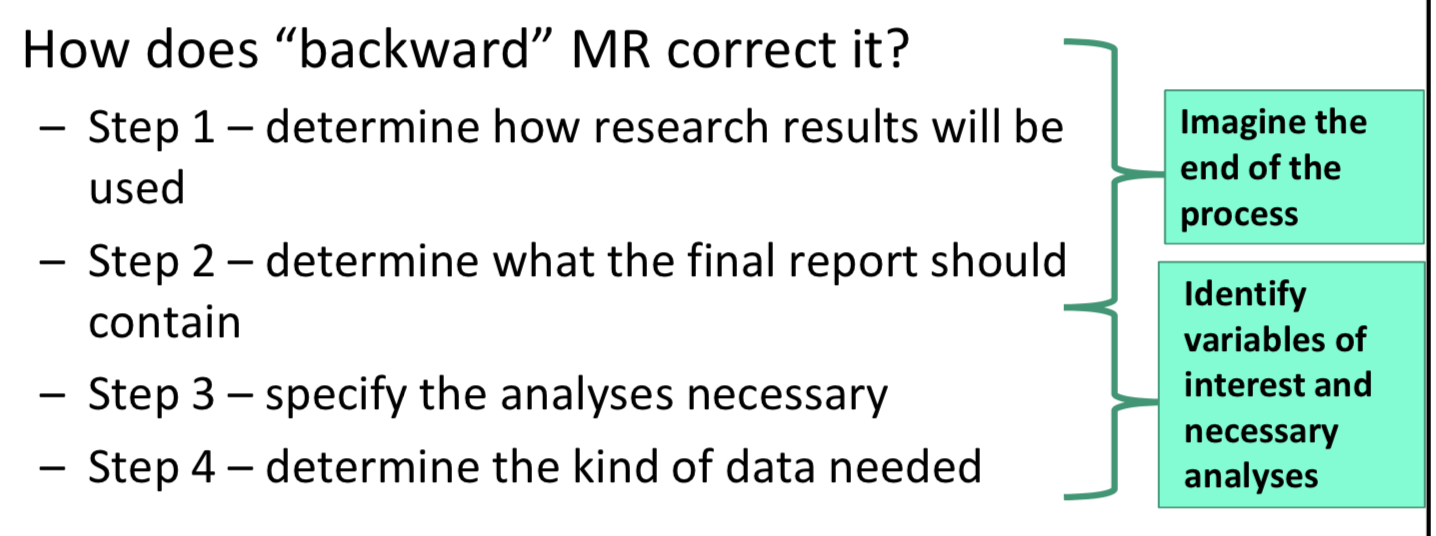 How does “backward” MR correct it?
– Step 1 – determine how research results will be
used
– Step 2 – determine what the final report should
contain
– Step 3 – specify the analyses necessary
– Step 4 – determine the kind of data needed
Imagine the
end of the
process
Identify
variables of
interest and
necessary
analyses